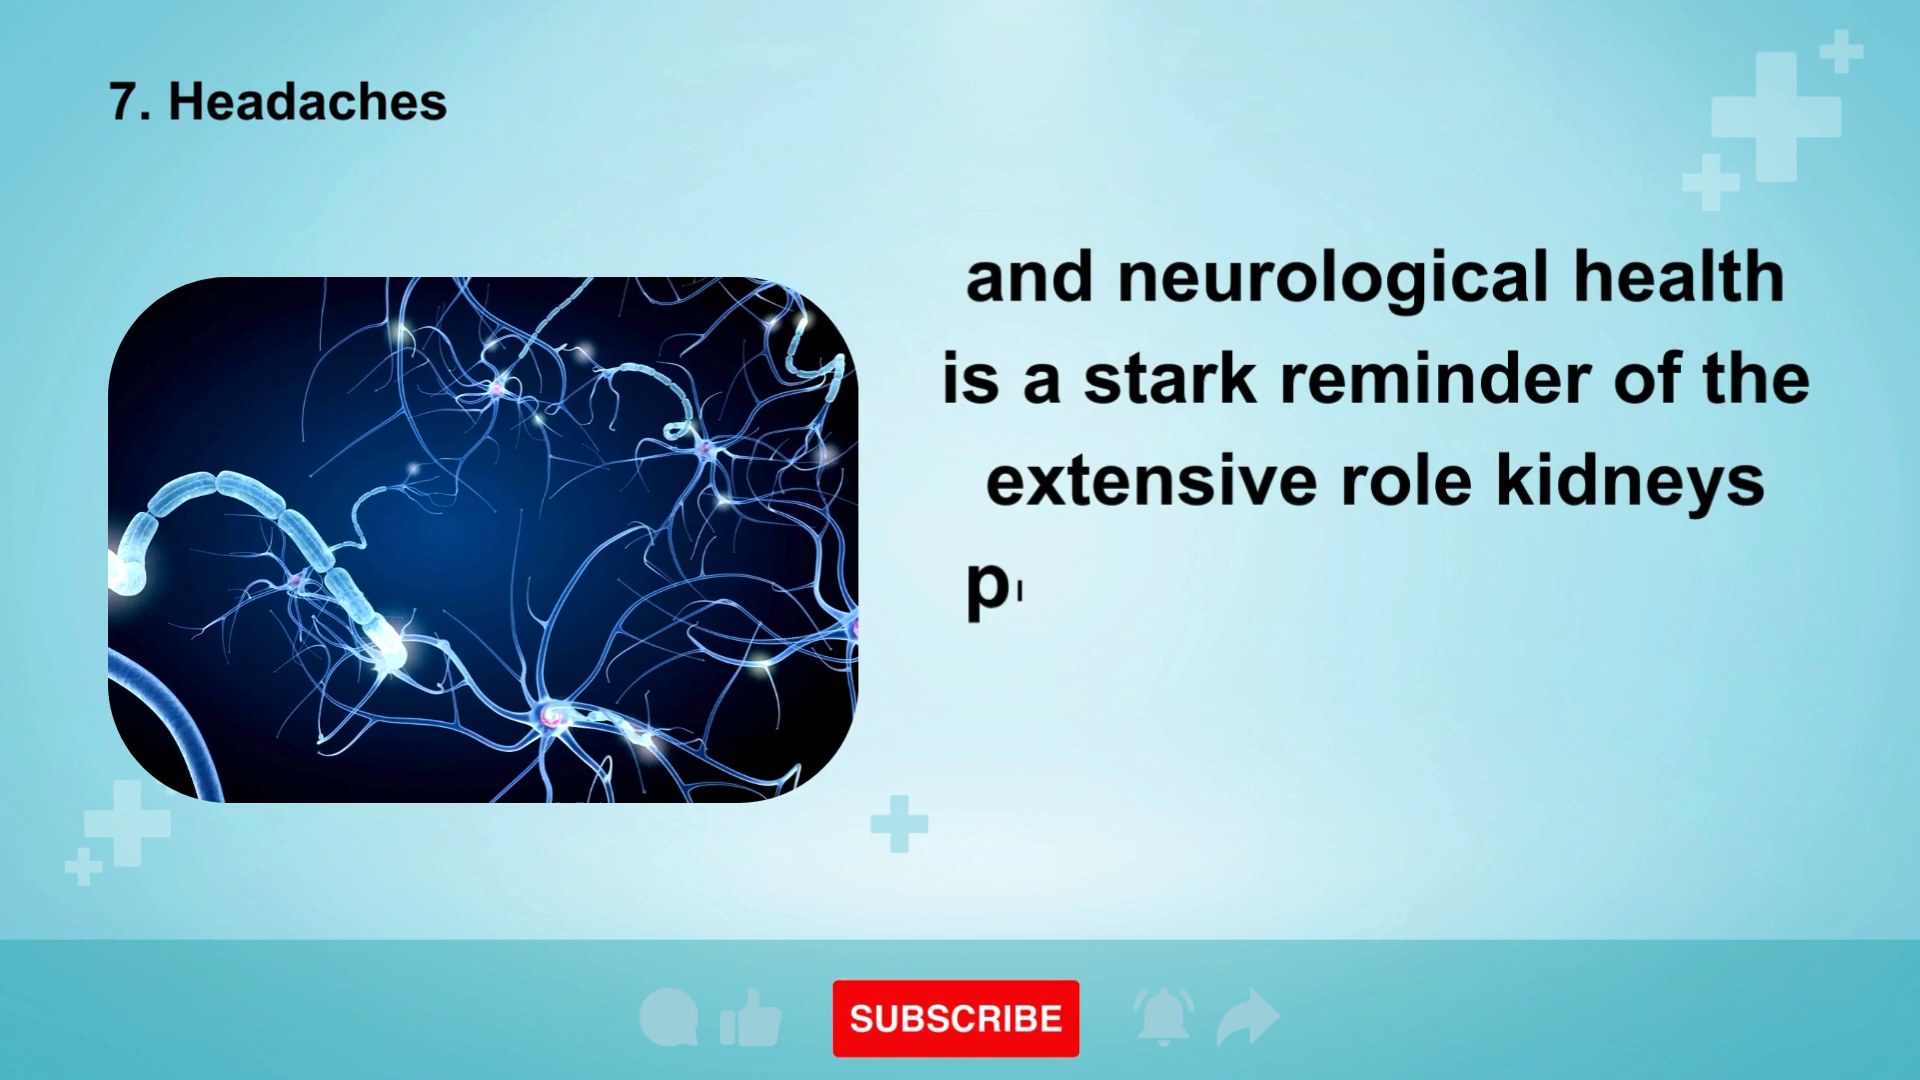 7. Headaches
and neurological health
is a stark reminder of the
extensive role kidneys
p
SUBSCRIBE